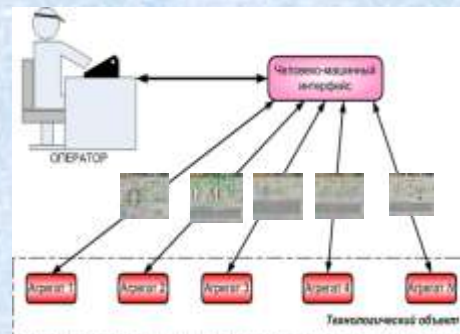 Человеко-машинный
интерфейс
ОПЕРАТОР
Агрегат 1
Агрегат 2
Агрегат 3
Агрегат 4
Агрегат N
Технологический объект